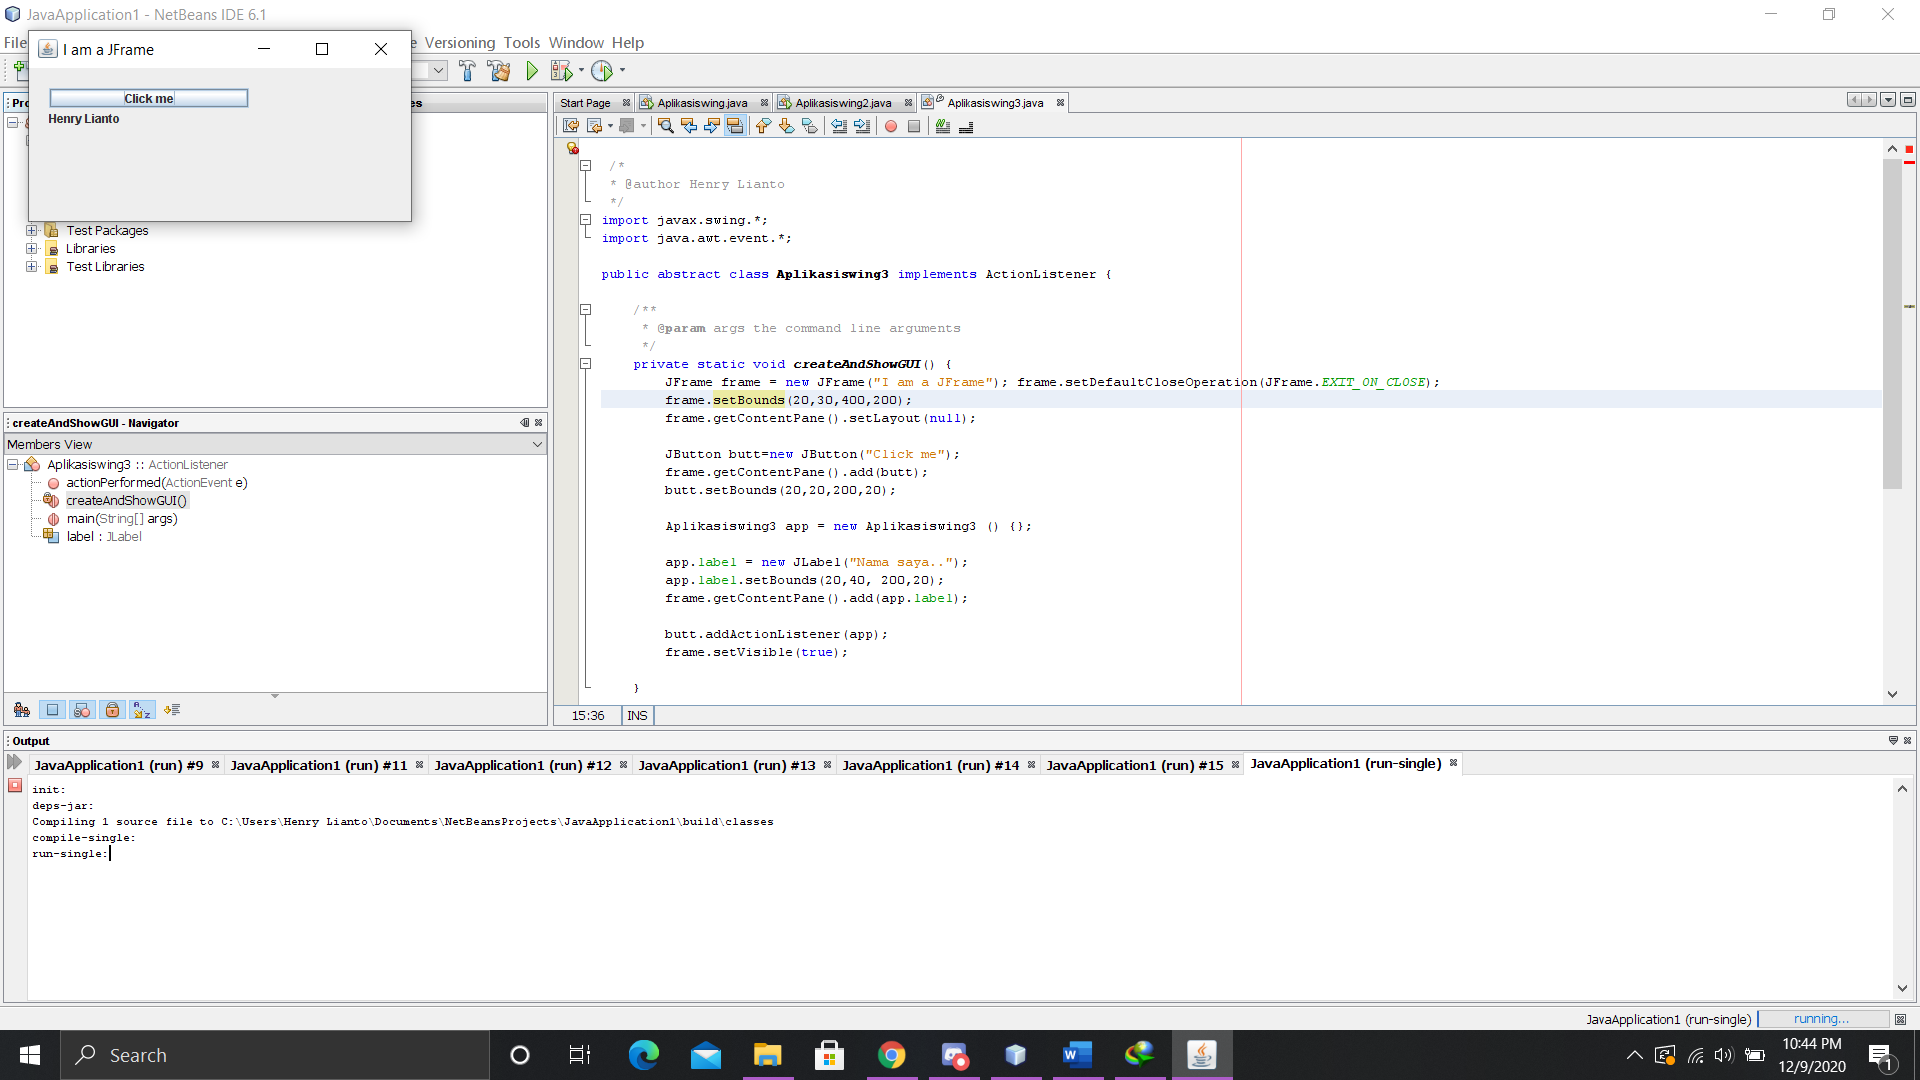 JavaApplication1 - NetBeans IDE 6.1
File
e Versioning Tools Window Help
I am a JFrame
Click me
Henry Lianto
Pro
es
Test Packages
Libraries
Test Libraries
Start Page
Aplikasiswing.java
Aplikasiswing2.java
Aplikasiswing3.java
/*
* @author Henry Lianto
*/
import javax.swing.*;
import java.awt.event.*;
public abstract class Aplikasiswing3 implements ActionListener {
/**
* @param args the command line arguments
*/
private static void createAndShowGUI() {
JFrame frame = new JFrame("I am a JFrame"); frame.setDefaultCloseOperation(JFrame.EXIT_ON_CLOSE);
frame.setBounds(20,30,400,200);
frame.getContentPane().setLayout(null);
JButton butt=new JButton("Click me");
frame.getContentPane().add(butt);
butt.setBounds(20,20,200,20);
Aplikasiswing3 app = new Aplikasiswing3 () {};
app.label = new JLabel("Nama saya..");
app.label.setBounds(20,40, 200,20);
frame.getContentPane().add(app.label);
butt.addActionListener(app);
frame.setVisible(true);
}
15:36 INS
createAndShowGUI - Navigator
Members View
Aplikasiswing3 :: ActionListener
actionPerformed(ActionEvent e)
createAndShowGUI()
main(String[] args)
label : JLabel
Output
JavaApplication1 (run) #9
JavaApplication1 (run) #11
JavaApplication1 (run) #12
JavaApplication1 (run) #13
JavaApplication1 (run) #14
JavaApplication1 (run) #15
JavaApplication1 (run-single)
init:
deps-jar:
Compiling 1 source file to C:\Users\Henry Lianto\Documents\NetBeansProjects\JavaApplication1\build\classes
compile-single:
run-single:
JavaApplication1 (run-single) running...
Search
10:44 PM
12/9/2020
1